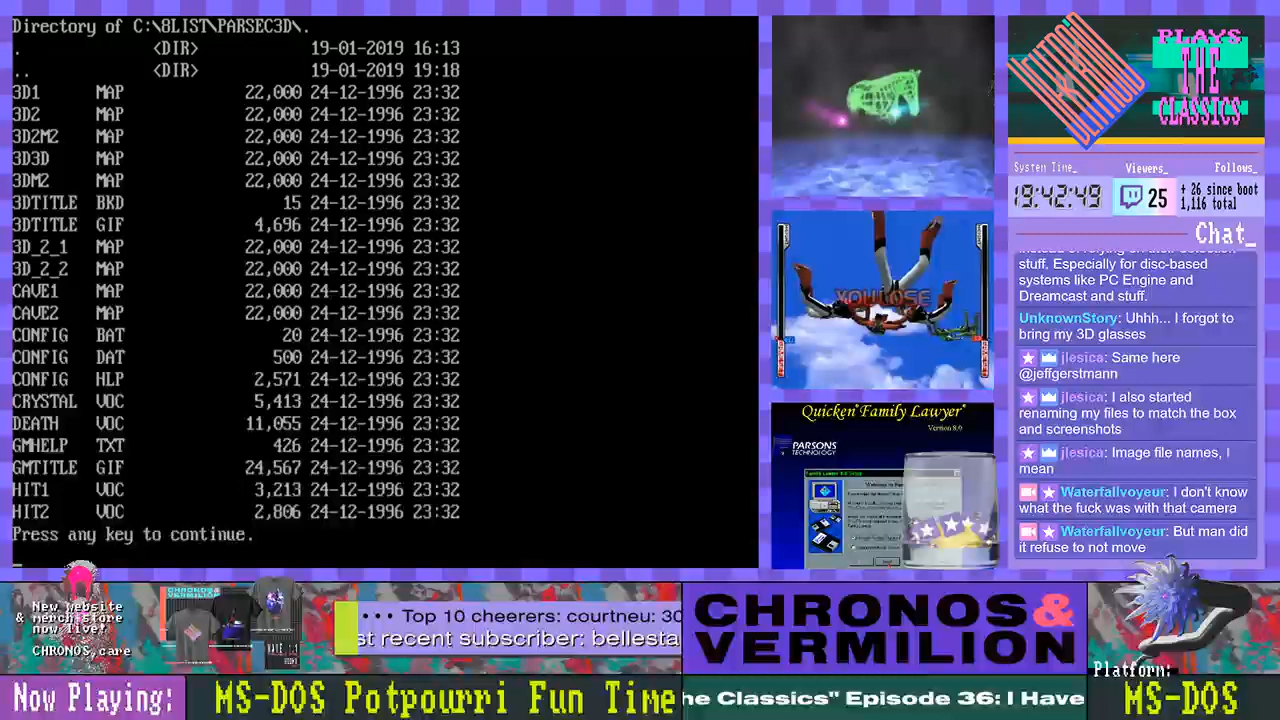 Directory of C:\8LIST\PARSEC3D\.
. <DIR> 19-01-2019 16:13
.. <DIR> 19-01-2019 19:18
3D1 MAP 22,000 24-12-1996 23:32
3D2 MAP 22,000 24-12-1996 23:32
3D2M2 MAP 22,000 24-12-1996 23:32
3D3D MAP 22,000 24-12-1996 23:32
3DM2 MAP 22,000 24-12-1996 23:32
3DTITLE BKD 15 24-12-1996 23:32
3DTITLE GIF 4,696 24-12-1996 23:32
3D_2_1 MAP 22,000 24-12-1996 23:32
3D_2_2 MAP 22,000 24-12-1996 23:32
CAVE1 MAP 22,000 24-12-1996 23:32
CAVE2 MAP 22,000 24-12-1996 23:32
CONFIG BAT 20 24-12-1996 23:32
CONFIG DAT 500 24-12-1996 23:32
CONFIG HLP 2,571 24-12-1996 23:32
CRYSTAL VOC 5,413 24-12-1996 23:32
DEATH VOC 11,055 24-12-1996 23:32
GMHELP TXT 426 24-12-1996 23:32
GMTITLE GIF 24,567 24-12-1996 23:32
HIT1 VOC 3,213 24-12-1996 23:32
HIT2 VOC 2,806 24-12-1996 23:32
Press any key to continue.
YOU LOSE
Quicken Family Lawyer
Version 8.0
PARSONS
TECHNOLOGY
PLAYS
THE
CLASSICS
System Time_ Viewers_ Follows_
19:42:49 25 + 26 since boot
1,116 total
Chat_
stuff. Especially for disc-based
systems like PC Engine and
Dreamcast and stuff.
UnknownStory: Uhhh... I forgot to
bring my 3D glasses
jlesica: Same here
@jeffgerstmann
jlesica: I also started
renaming my files to match the box
and screenshots
jlesica: Image file names, I
mean
Waterfallvoyeur: I don't know
what the fuck was with that camera
Waterfallvoyeur: But man did
it refuse to not move
New website
& merch store
now live!
CHRONOS.care
••• Top 10 cheerers: courtneu: 30
st recent subscriber: bellesta
CHRONOS&
VERMILION
Platform:
MS-DOS
Now Playing:
MS-DOS Potpourri Fun Time
he Classics" Episode 36: I Have